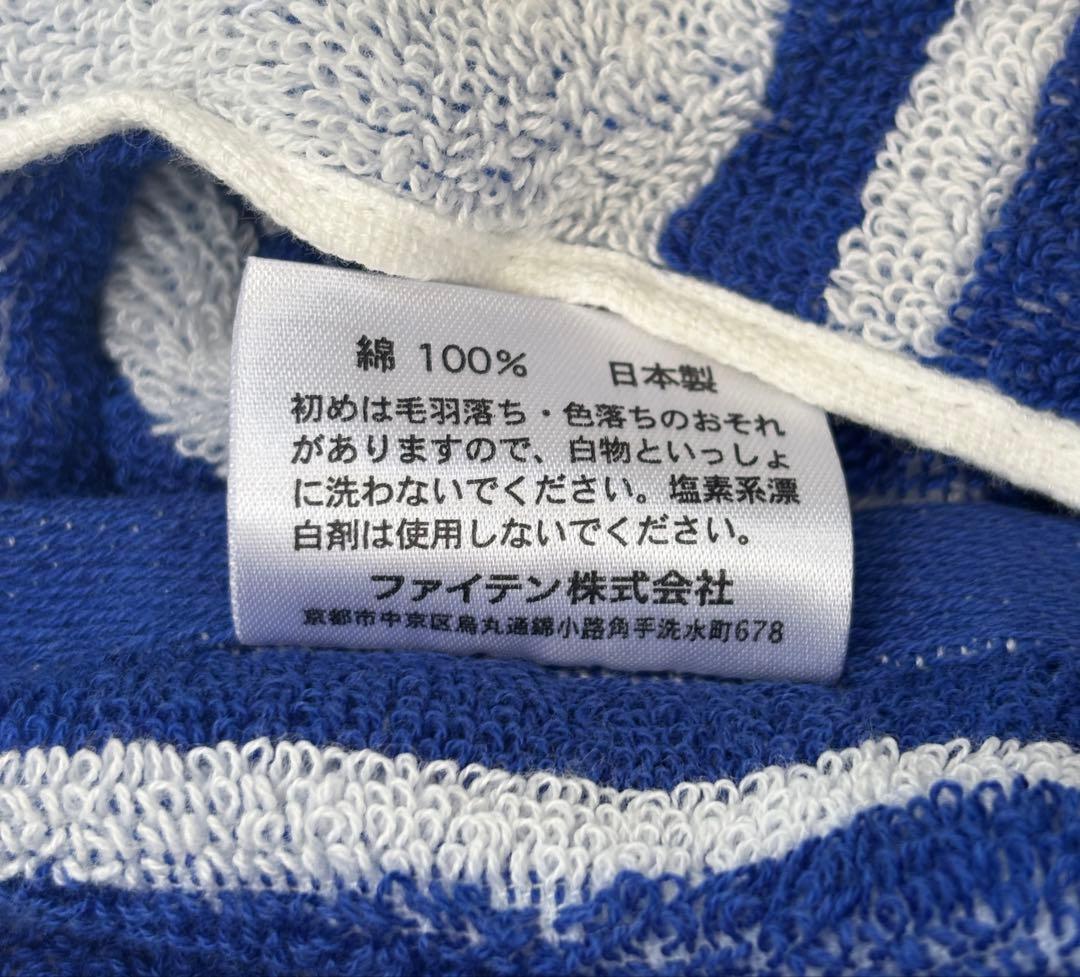 綿 100% 日本製
初めは毛羽落ち・色落ちのおそれ
がありますので、白物といっしょ
に洗わないでください。塩素系漂
白剤は使用しないでください。
ファイテン株式会社
京都市中京区烏丸通錦小路角手洗水町678